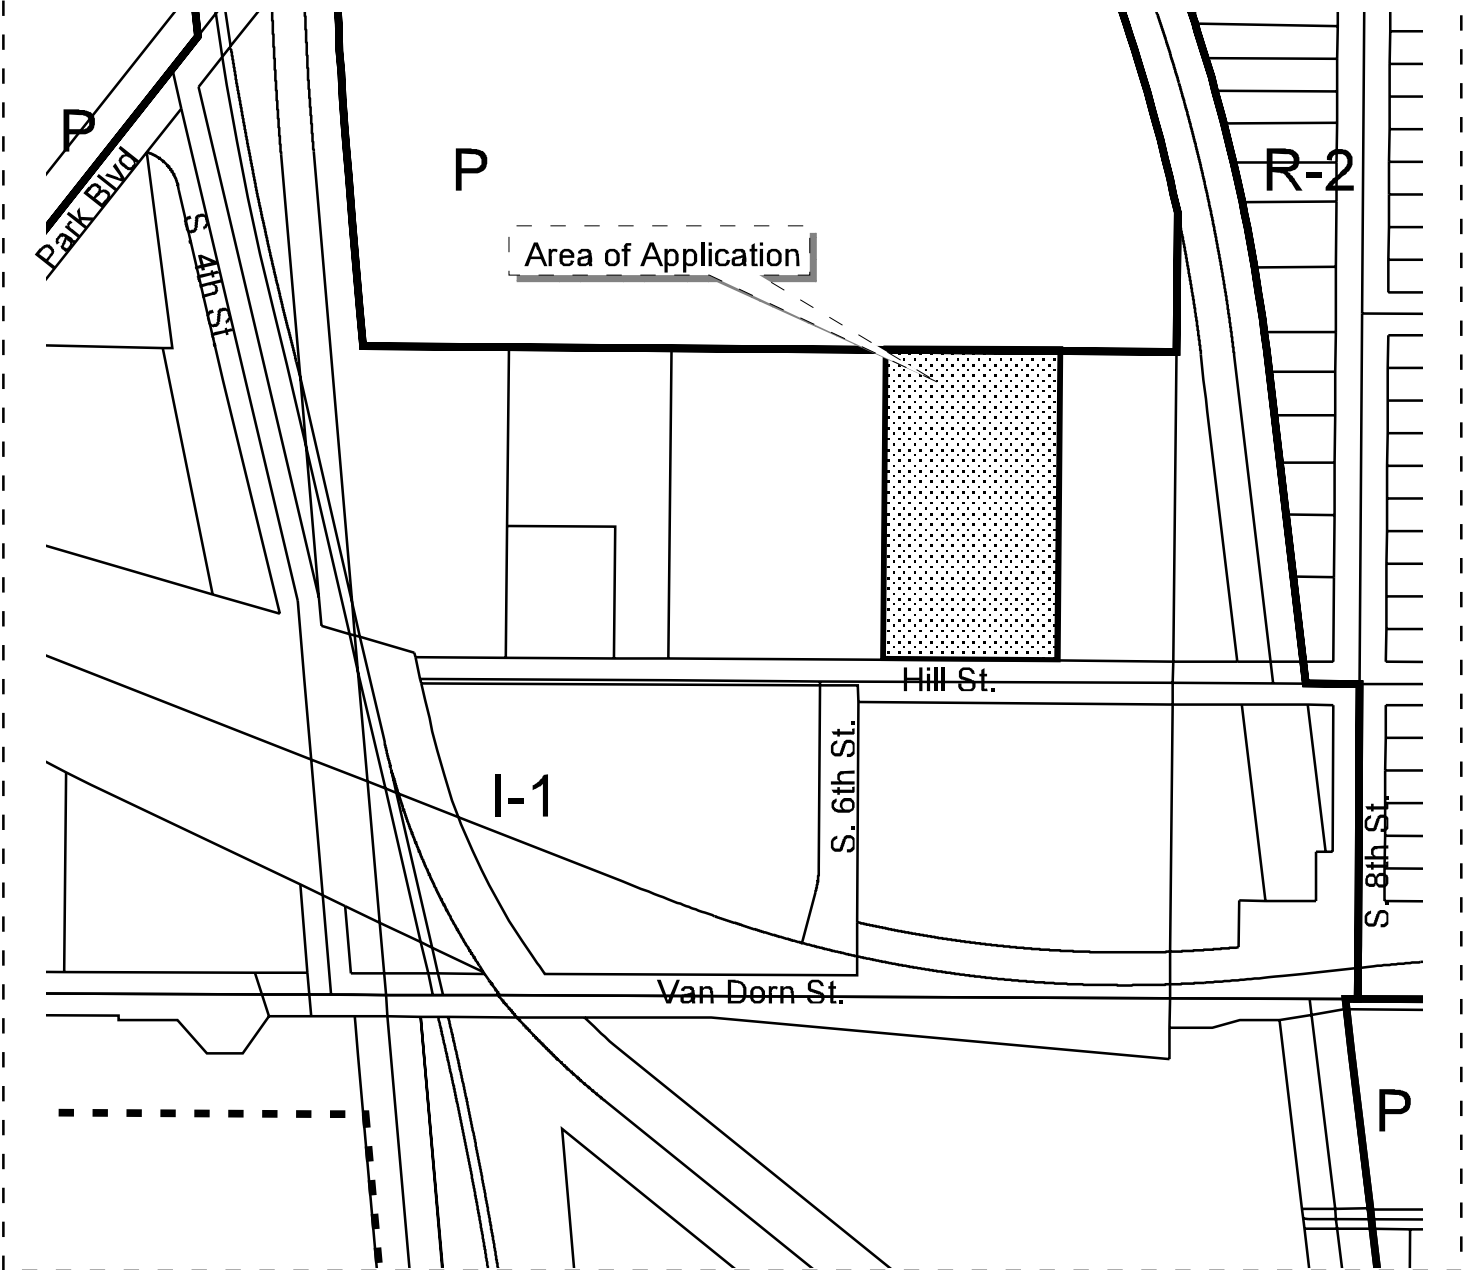 P
P
R-2
Park Blvd
S. 4th St
Area of Application
Hill St.
S. 6th St.
I-1
S. 8th St.
Van Dorn St.
P